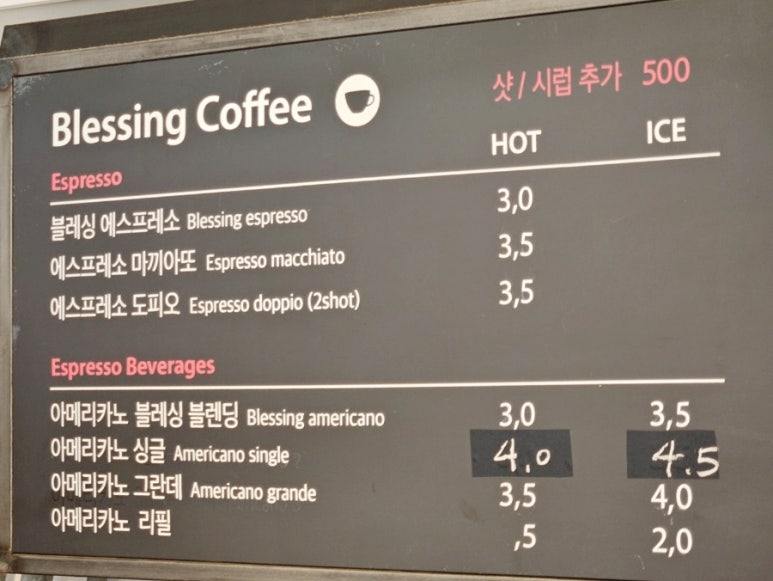 Blessing Coffee
샷 / 시럽 추가 500
HOT ICE
Espresso
블레싱 에스프레소 Blessing espresso 3,0
에스프레소 마끼아또 Espresso macchiato 3,5
에스프레소 도피오 Espresso doppio (2shot) 3,5
Espresso Beverages
아메리카노 블레싱 블렌딩 Blessing americano 3,0 3,5
아메리카노 싱글 Americano single 4.0 4.5
아메리카노 그란데 Americano grande 3,5 4,0
아메리카노 리필 ,5 2,0